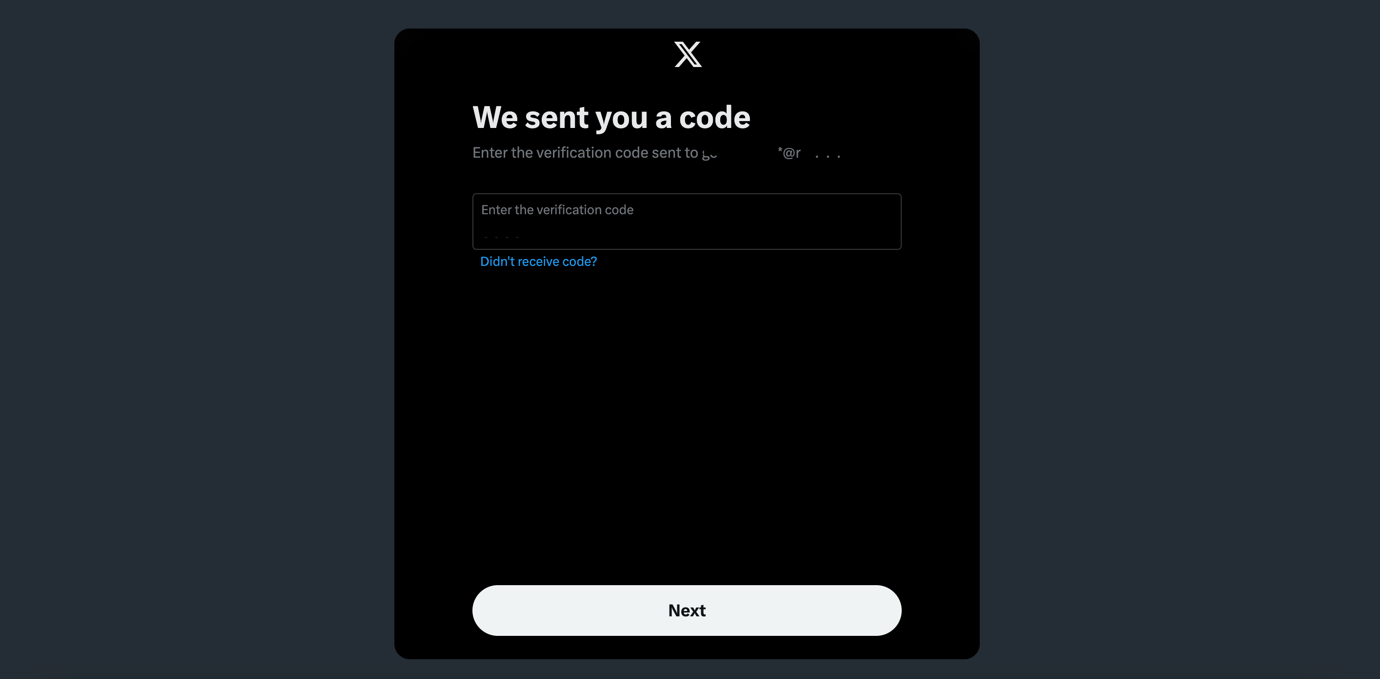 We sent you a code
Enter the verification code sent to
Enter the verification code
Didn't receive code?
Next